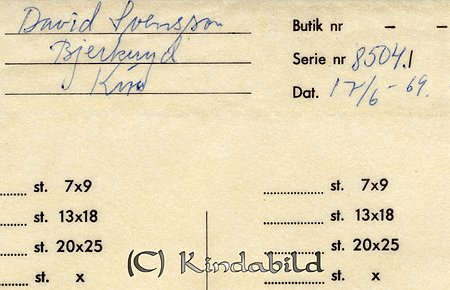 David Svensson
Butik nr - -
Bjerkeryd
Serie nr 8504.1
Kind
Dat. 17/6 - 69.
st. 7x9
st. 7x9
st. 13x18
st. 13x18
st. 20x25
st. 20x25
st. x
st. x
(C) Kindabild